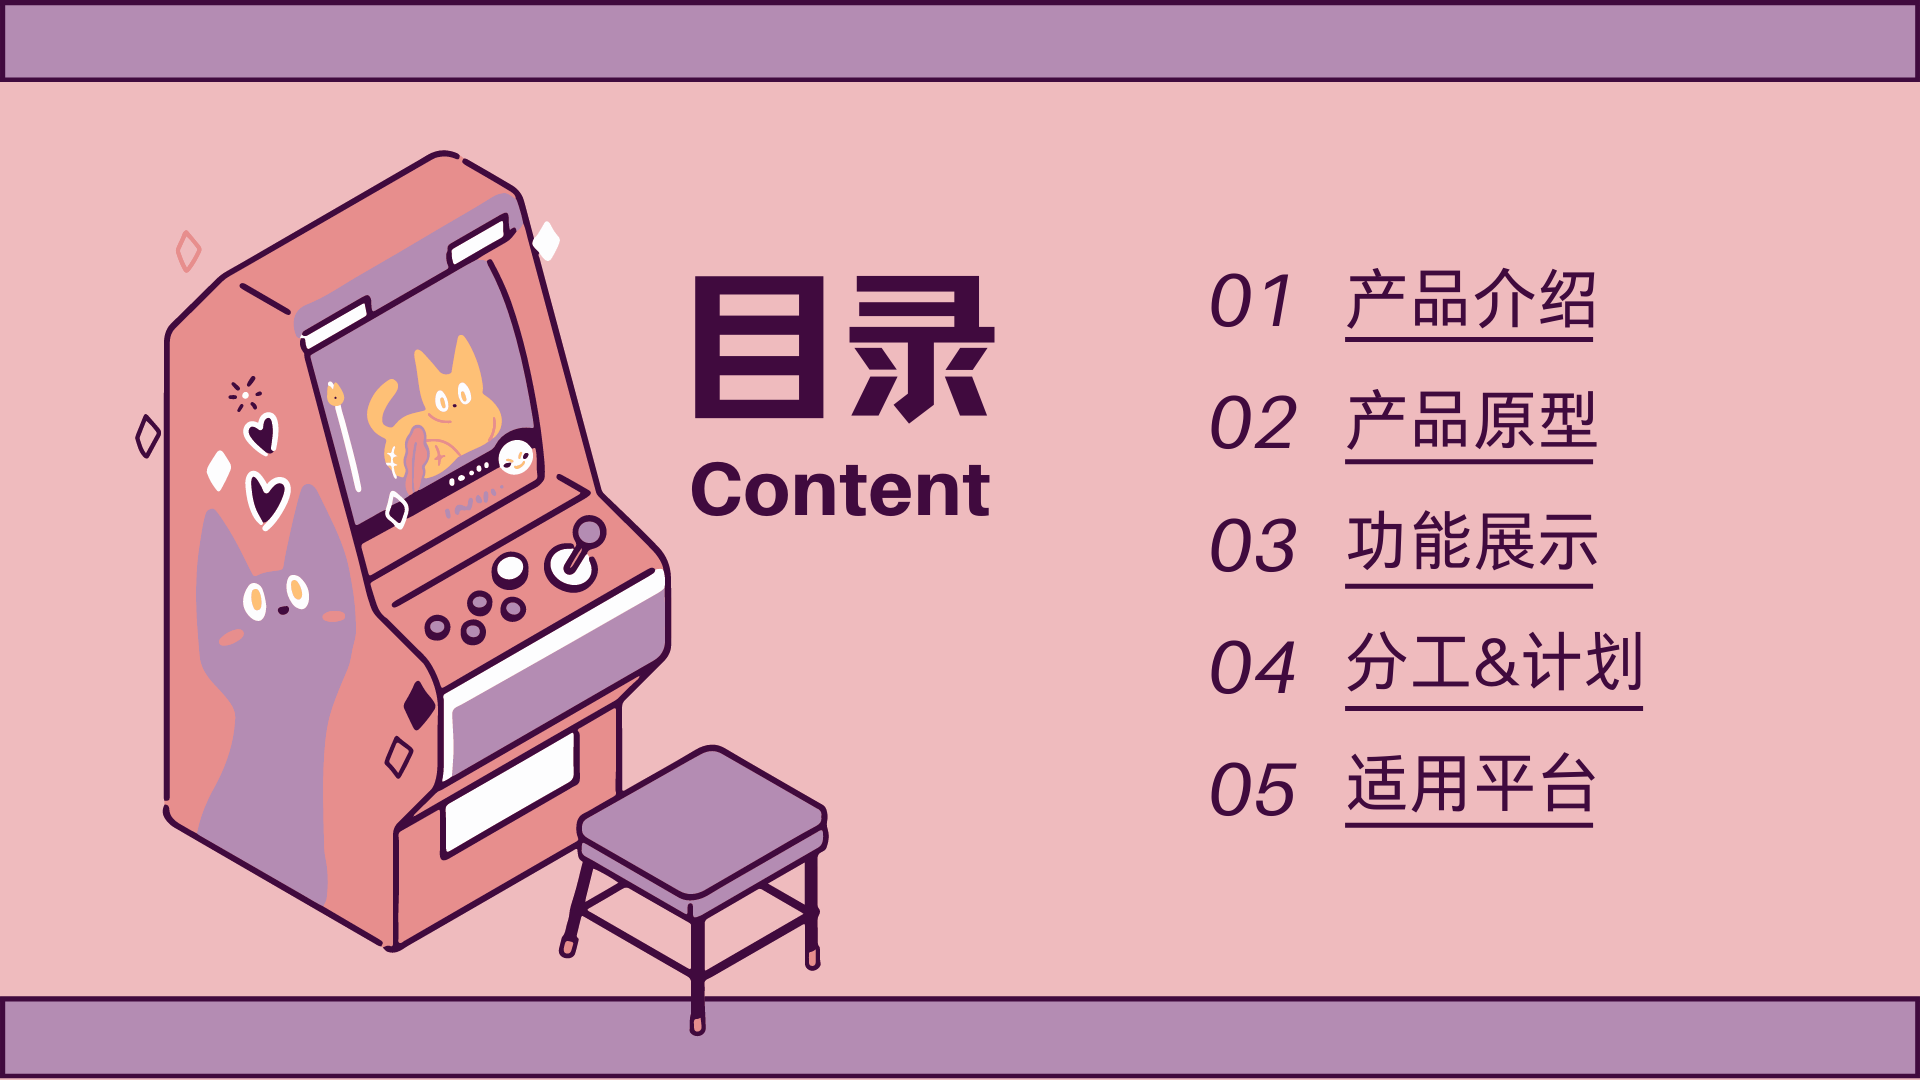 目录
Content
01 产品介绍
02 产品原型
03 功能展示
04 分工&计划
05 适用平台